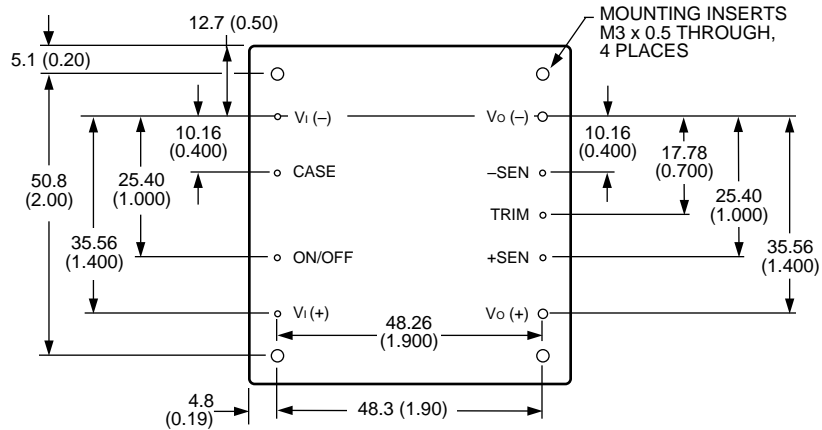 12.7 (0.50)
MOUNTING INSERTS
M3 x 0.5 THROUGH,
4 PLACES
5.1 (0.20)
VI (–)
VO (–)
10.16
(0.400)
10.16
(0.400)
17.78
(0.700)
CASE
–SEN
50.8
(2.00)
25.40
(1.000)
25.40
(1.000)
TRIM
35.56
(1.400)
35.56
(1.400)
ON/OFF
+SEN
VI (+)
VO (+)
48.26
(1.900)
4.8
(0.19)
48.3 (1.90)